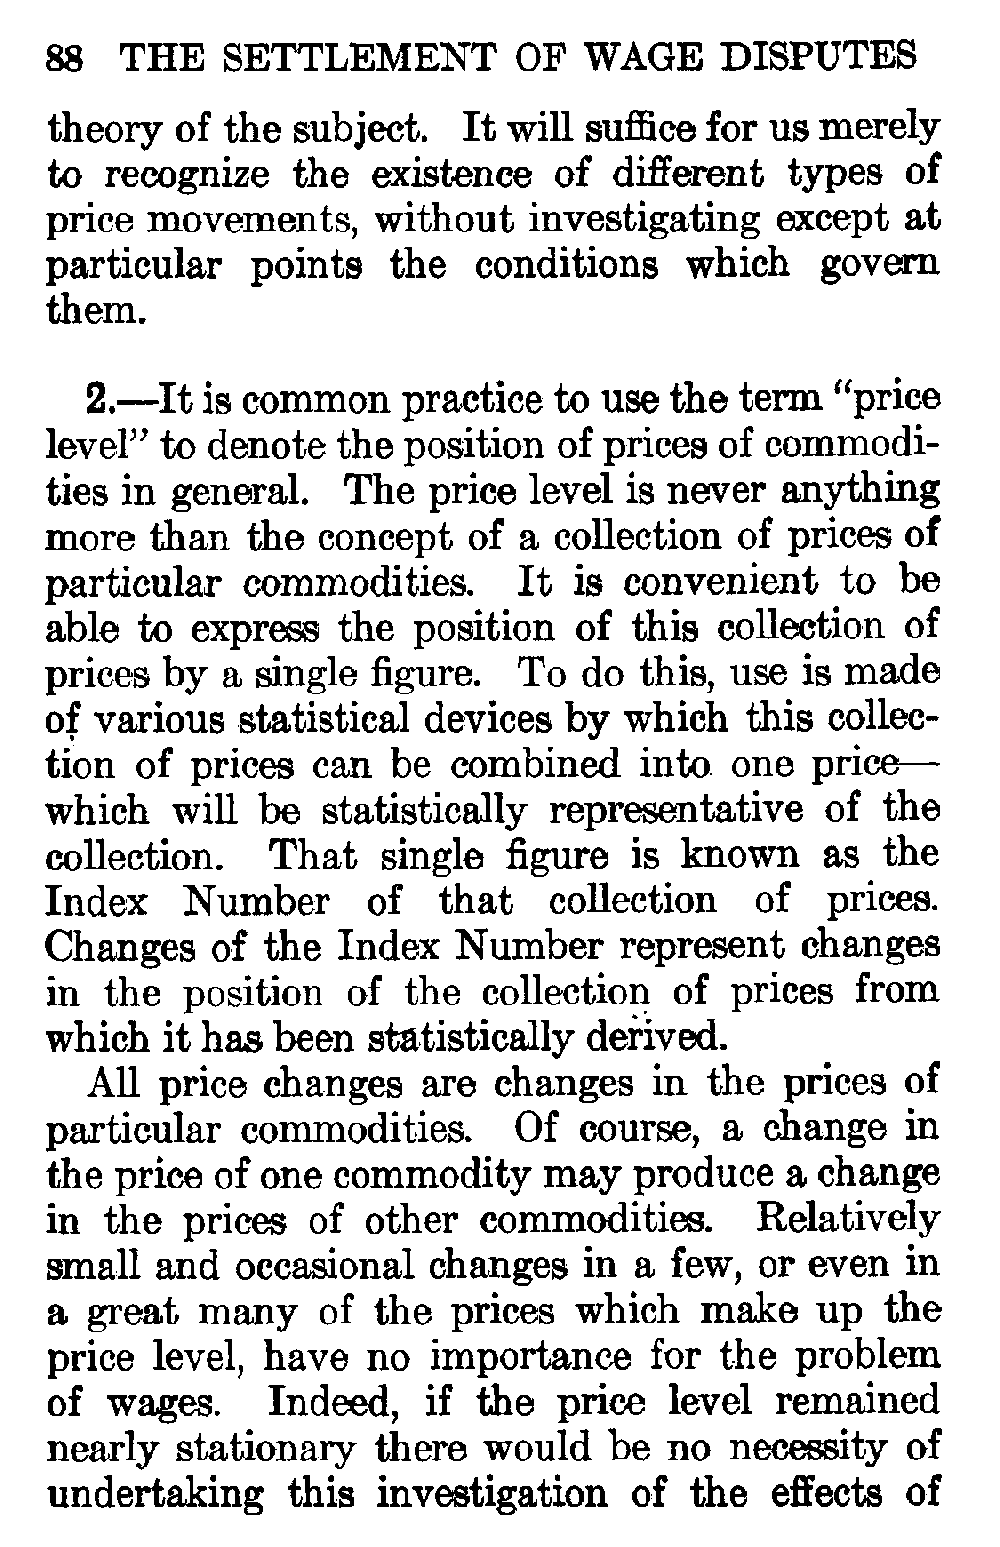 88 THE SETTLEMENT OF WAGE DISPUTES
theory of the subject. It will suffice for us merely
to recognize the existence of different types of
price movements, without investigating except at
particular points the conditions which govern
them.
2.—It is common practice to use the term “price
level” to denote the position of prices of commodi-
ties in general. The price level is never anything
more than the concept of a collection of prices of
particular commodities. It is convenient to be
able to express the position of this collection of
prices by a single figure. To do this, use is made
of various statistical devices by which this collec-
tion of prices can be combined into one price—
which will be statistically representative of the
collection. That single figure is known as the
Index Number of that collection of prices.
Changes of the Index Number represent changes
in the position of the collection of prices from
which it has been statistically derived.
All price changes are changes in the prices of
particular commodities. Of course, a change in
the price of one commodity may produce a change
in the prices of other commodities. Relatively
small and occasional changes in a few, or even in
a great many of the prices which make up the
price level, have no importance for the problem
of wages. Indeed, if the price level remained
nearly stationary there would be no necessity of
undertaking this investigation of the effects of